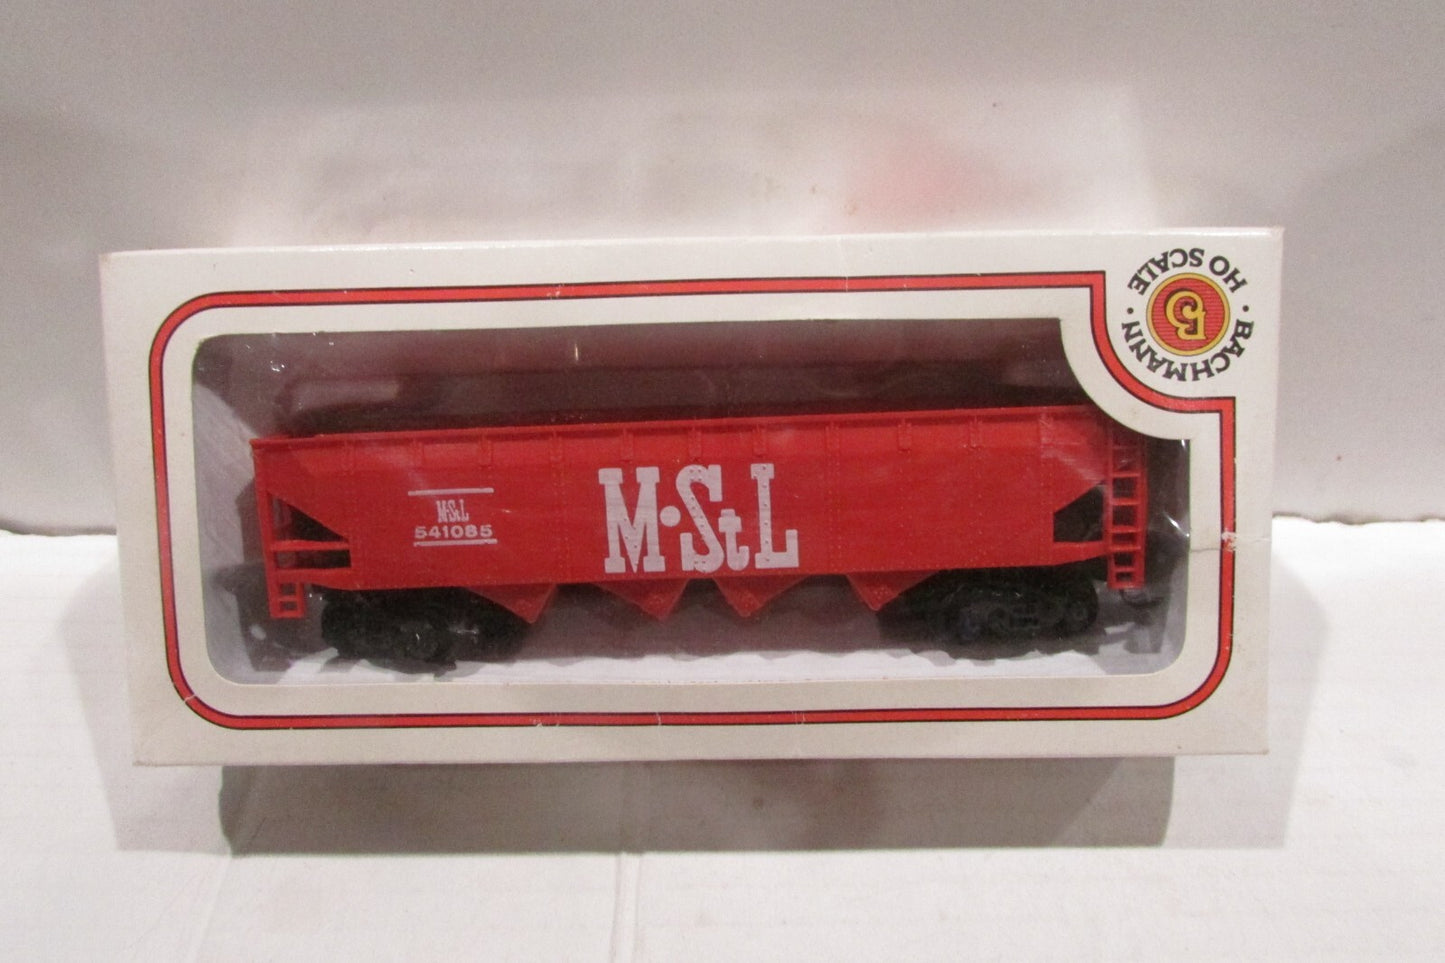 M·StL
541085
M·StL
BACHMANN · HO SCALE ·
B